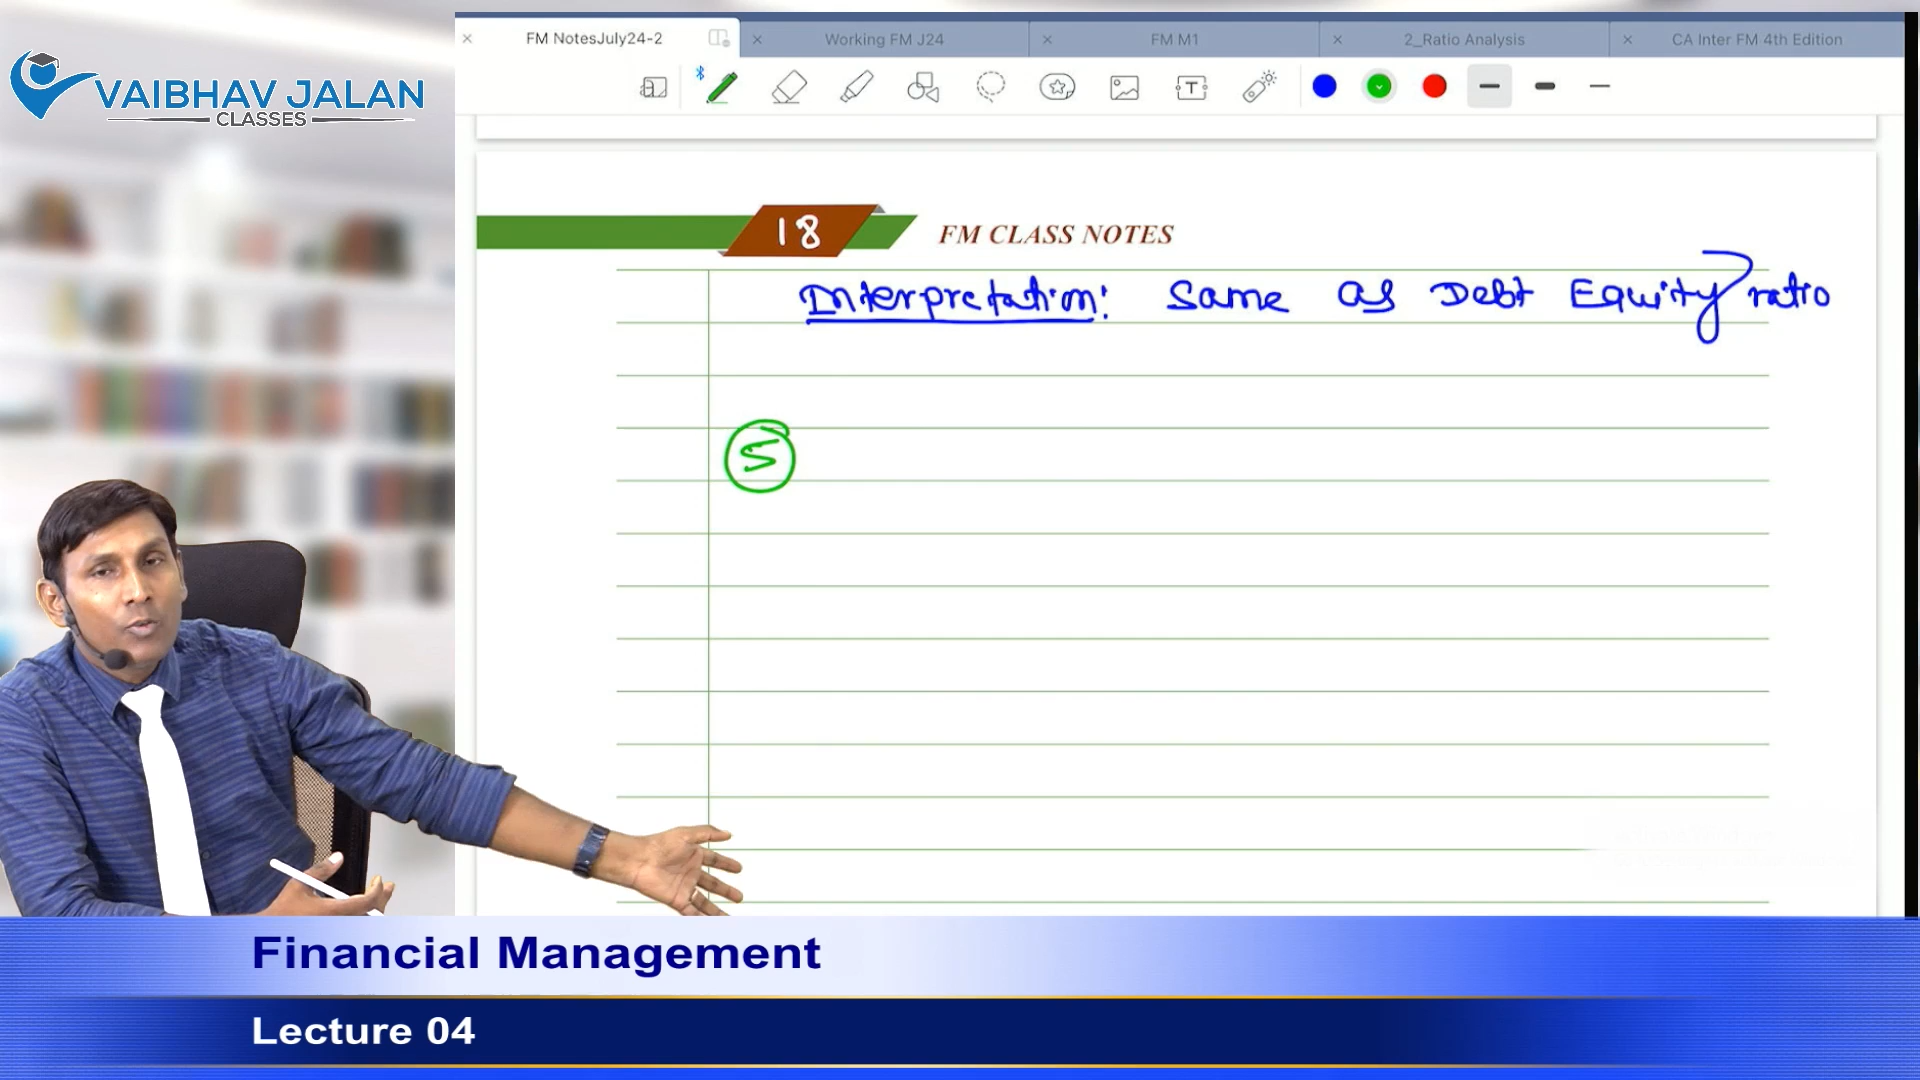 VAIBHAV JALAN
CLASSES
FM NotesJuly24-2
Working FM J24
FM M1
2_Ratio Analysis
CA Inter FM 4th Edition
18
FM CLASS NOTES
Interpretation: Same as Debt Equity ratio
5
Financial Management
Lecture 04